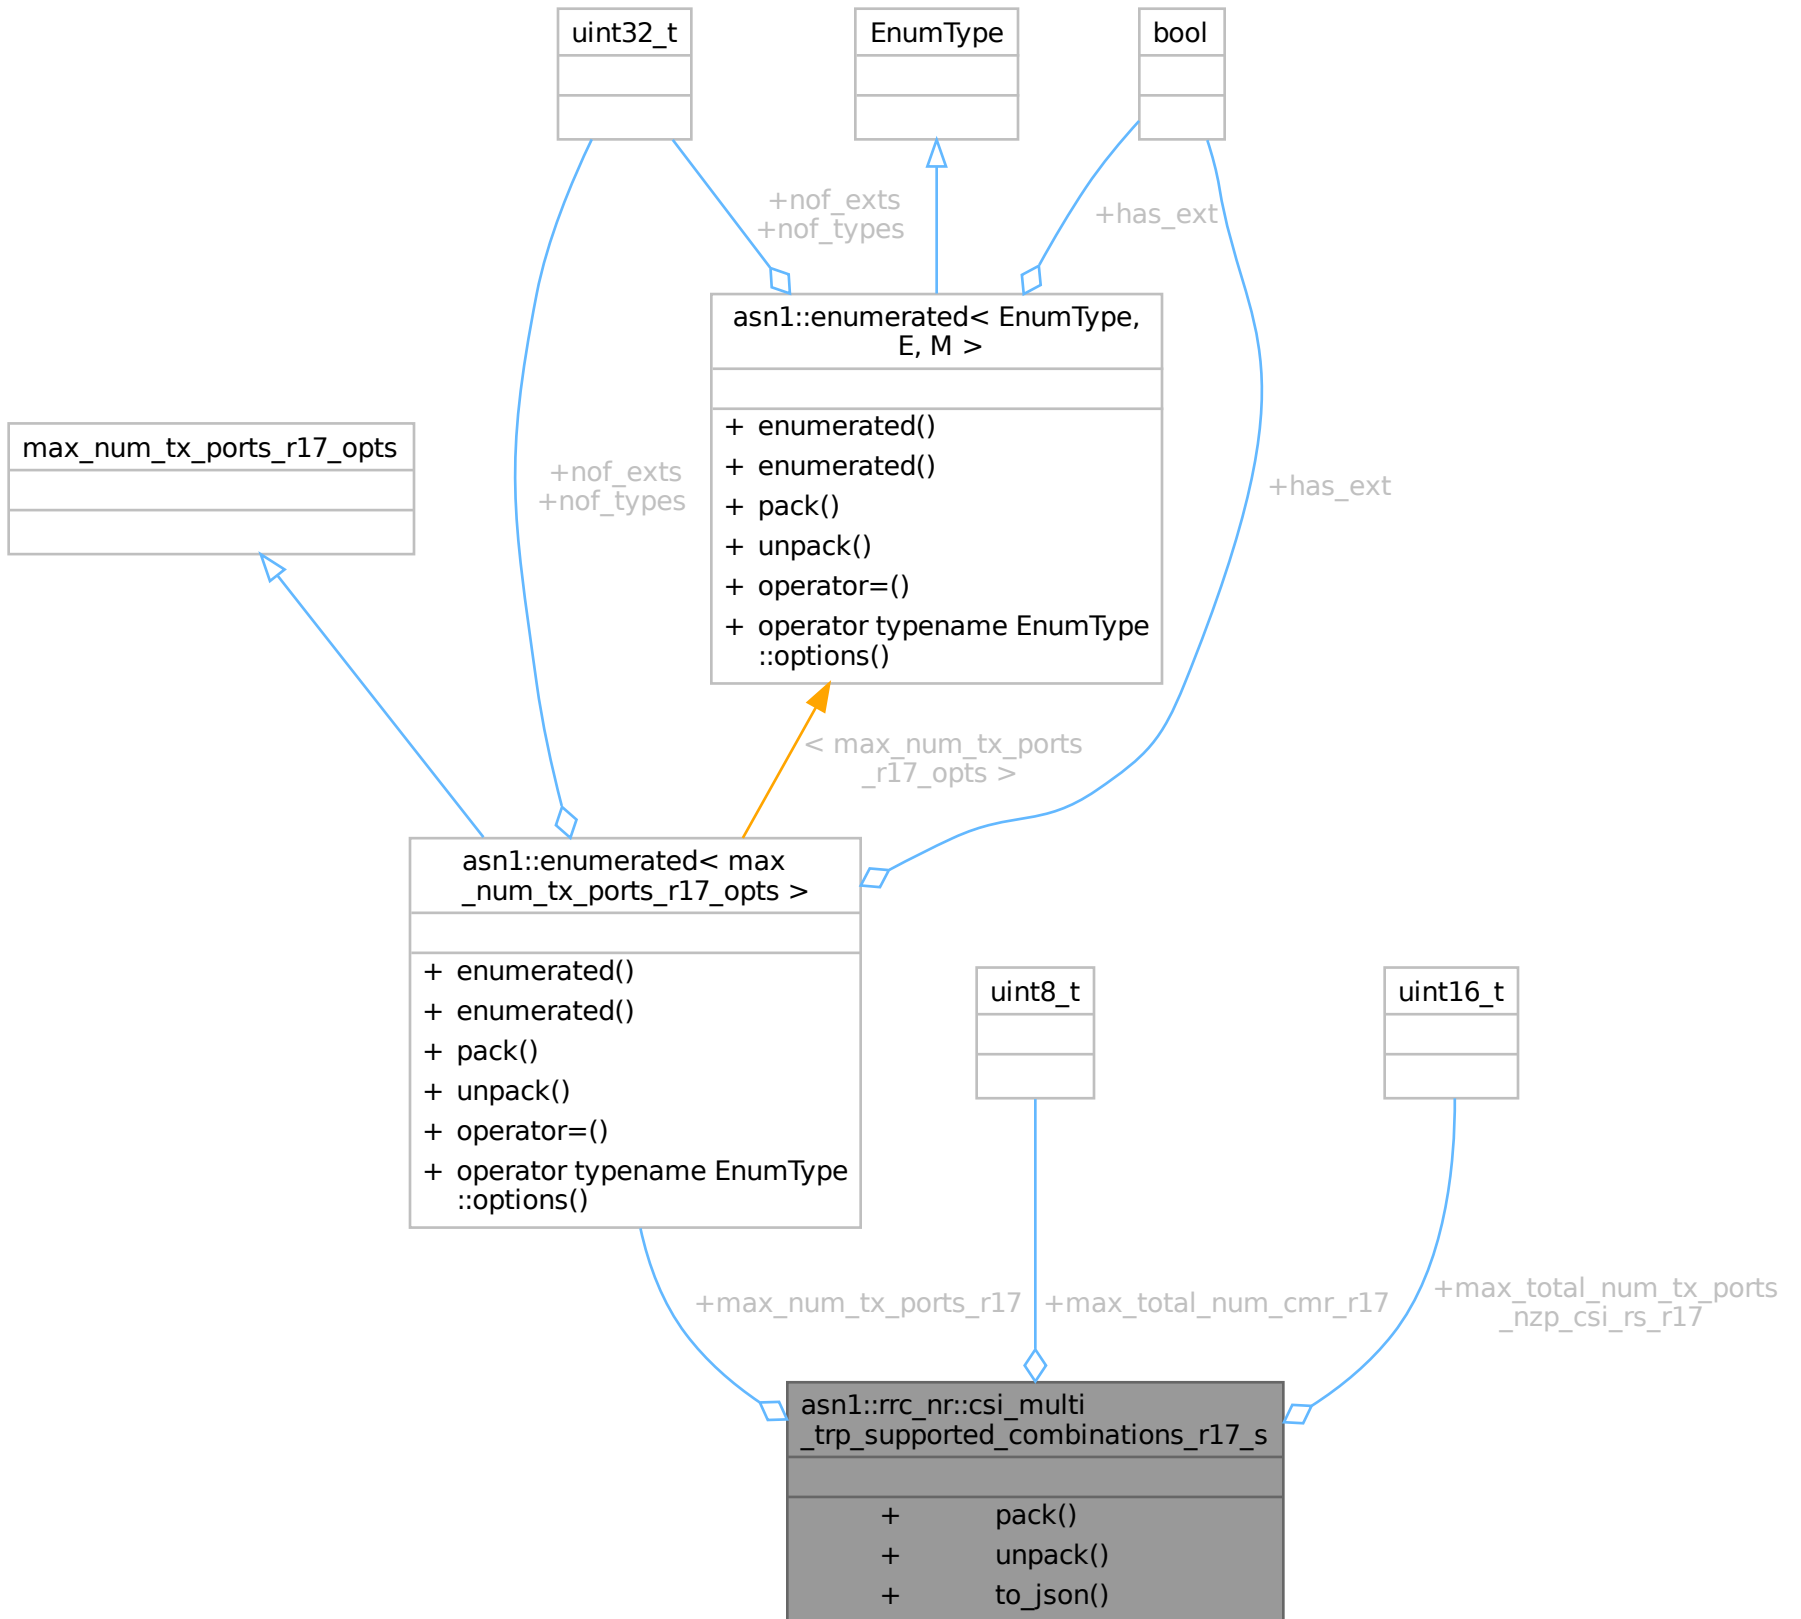 uint32_t
EnumType
bool
+nof_exts
+nof_types
+has_ext
asn1::enumerated< EnumType,
E, M >
+ enumerated()
+ enumerated()
+ pack()
+ unpack()
+ operator=()
+ operator typename EnumType
::options()
max_num_tx_ports_r17_opts
+nof_exts
+nof_types
+has_ext
< max_num_tx_ports
_r17_opts >
asn1::enumerated< max
_num_tx_ports_r17_opts >
+ enumerated()
+ enumerated()
+ pack()
+ unpack()
+ operator=()
+ operator typename EnumType
::options()
uint8_t
uint16_t
+max_num_tx_ports_r17
+max_total_num_cmr_r17
+max_total_num_tx_ports
_nzp_csi_rs_r17
asn1::rrc_nr::csi_multi
_trp_supported_combinations_r17_s
+ pack()
+ unpack()
+ to_json()